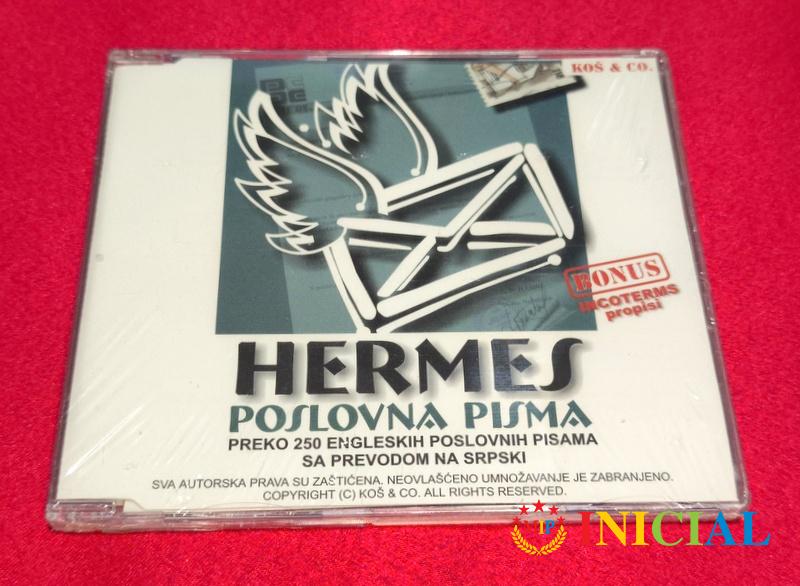 KOŠ & CO.
BONUS
INCOTERMS
propisi
HERMES
POSLOVNA PISMA
PREKO 250 ENGLESKIH POSLOVNIH PISAMA
SA PREVODOM NA SRPSKI
SVA AUTORSKA PRAVA SU ZAŠTIĆENA. NEOVLAŠĆENO UMNOŽAVANJE JE ZABRANJENO.
COPYRIGHT (C) KOŠ & CO. ALL RIGHTS RESERVED.
IP INICIAL